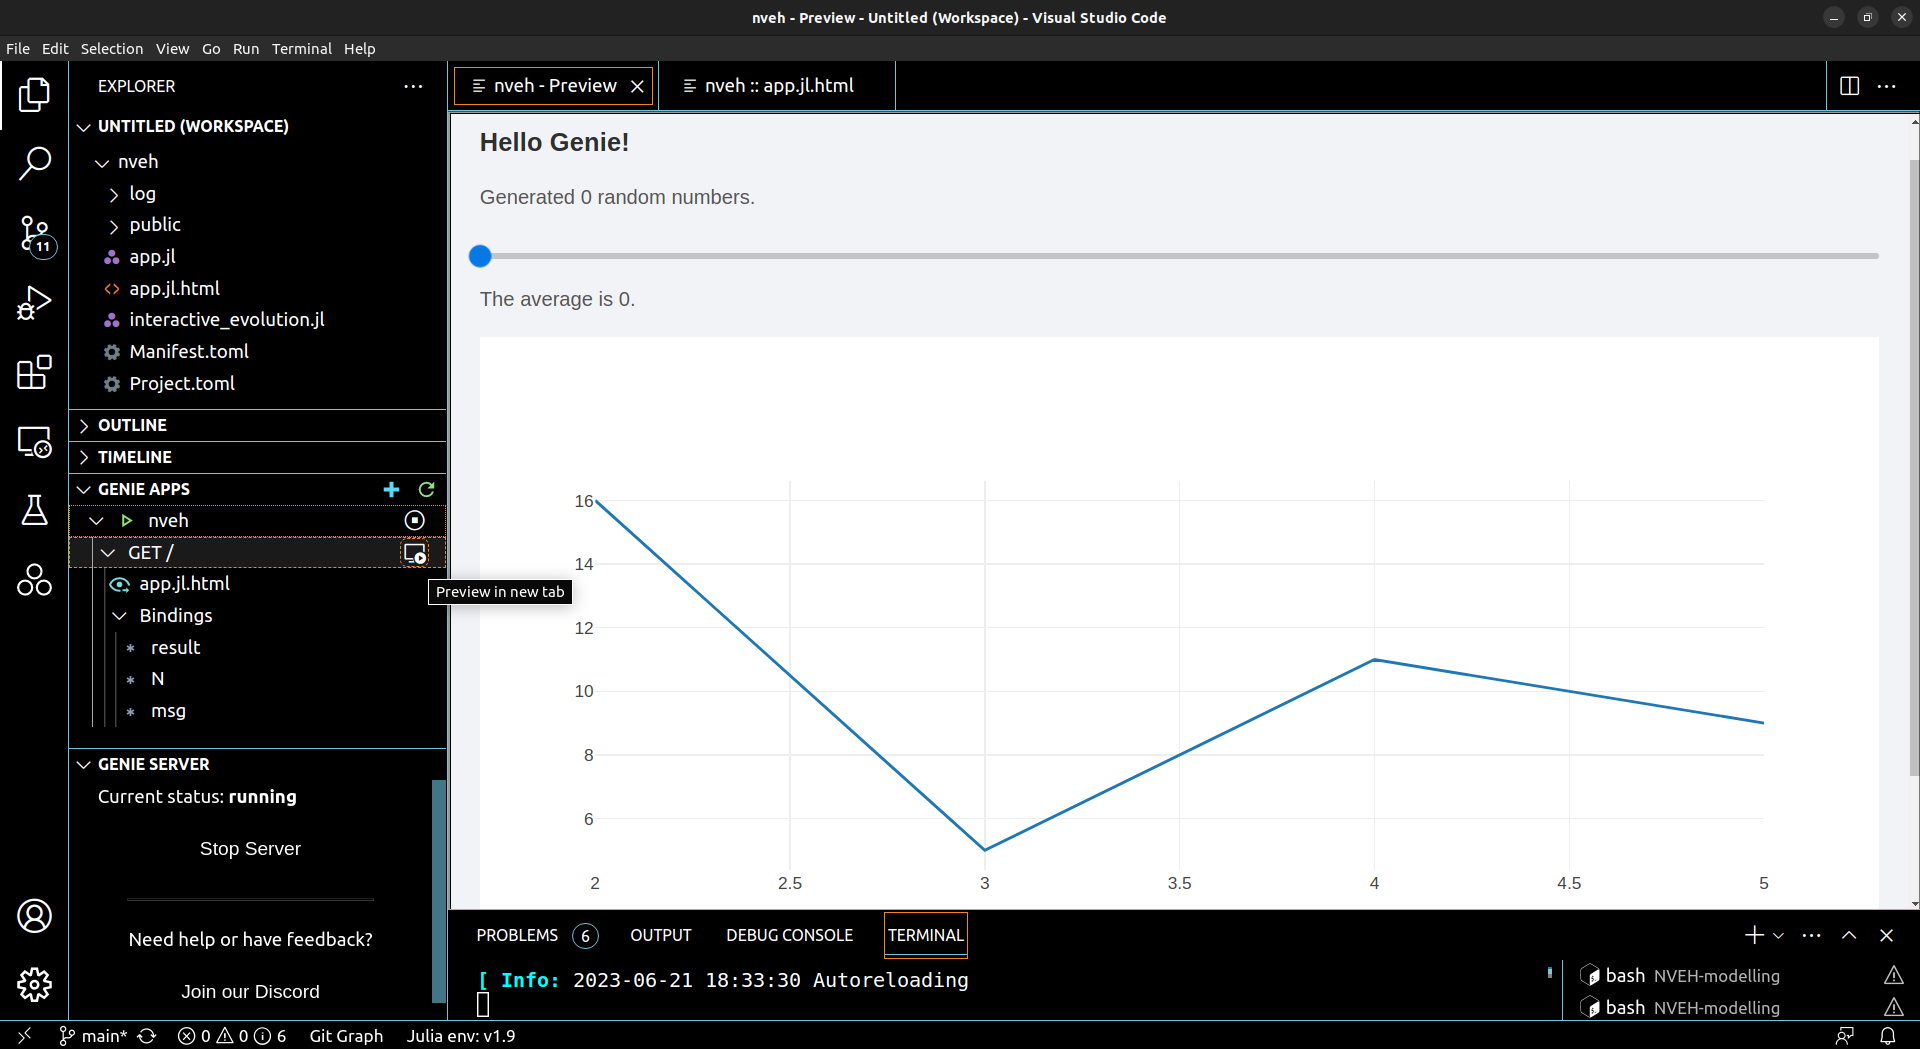 nveh - Preview - Untitled (Workspace) - Visual Studio Code
File Edit Selection View Go Run Terminal Help
EXPLORER
UNTITLED (WORKSPACE)
nveh
log
public
app.jl
app.jl.html
interactive_evolution.jl
Manifest.toml
Project.toml
OUTLINE
TIMELINE
GENIE APPS
nveh
GET /
app.jl.html
Bindings
result
N
msg
GENIE SERVER
Current status: running
Stop Server
Need help or have feedback?
Join our Discord
11
nveh - Preview
nveh :: app.jl.html
Hello Genie!
Generated 0 random numbers.
The average is 0.
Preview in new tab
16
14
12
10
8
6
2 2.5 3 3.5 4 4.5 5
PROBLEMS 6 OUTPUT DEBUG CONSOLE TERMINAL
[ Info: 2023-06-21 18:33:30 Autoreloading
bash NVEH-modelling
bash NVEH-modelling
main* 0 0 6 Git Graph Julia env: v1.9